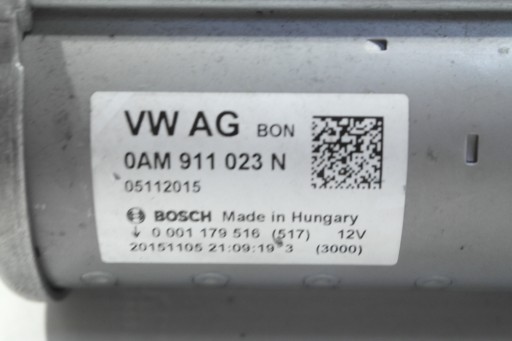 VW AG BON
0AM 911 023 N
05112015
BOSCH Made in Hungary
0 001 179 516 (517) 12V
20151105 21:09:19 3 (3000)